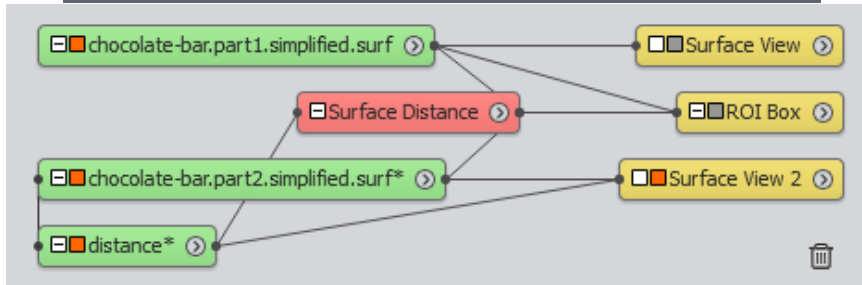 chocolate-bar.part1.simplified.surf
Surface View
Surface Distance
ROI Box
chocolate-bar.part2.simplified.surf*
Surface View 2
distance*